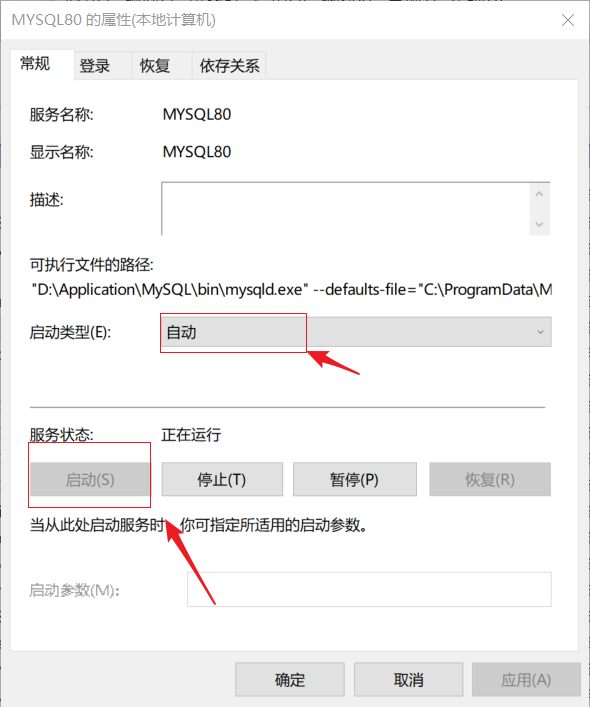 MYSQL80 的属性(本地计算机)
常规 登录 恢复 依存关系
服务名称: MYSQL80
显示名称: MYSQL80
描述:
可执行文件的路径:
"D:\Application\MySQL\bin\mysqld.exe" --defaults-file="C:\ProgramData\M
启动类型(E): 自动
服务状态: 正在运行
启动(S) 停止(T) 暂停(P) 恢复(R)
当从此处启动服务时，你可指定所适用的启动参数。
启动参数(M):
确定 取消 应用(A)